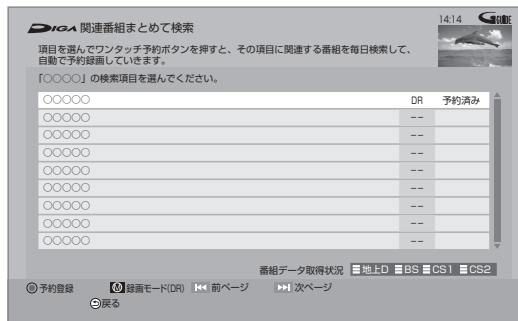 DIGA 関連番組まとめて検索 14:14 G GUIDE
項目を選んでワンタッチ予約ボタンを押すと、その項目に関連する番組を毎日検索して、
自動で予約録画していきます。
「○○○○」の検索項目を選んでください。
○○○○○ DR 予約済み
○○○○○ --
○○○○○ --
○○○○○ --
○○○○○ --
○○○○○ --
○○○○○ --
○○○○○ --
○○○○○ --
番組データ取得状況 地上D BS CS1 CS2
予約登録 録画モード(DR) 前ページ 次ページ
戻る